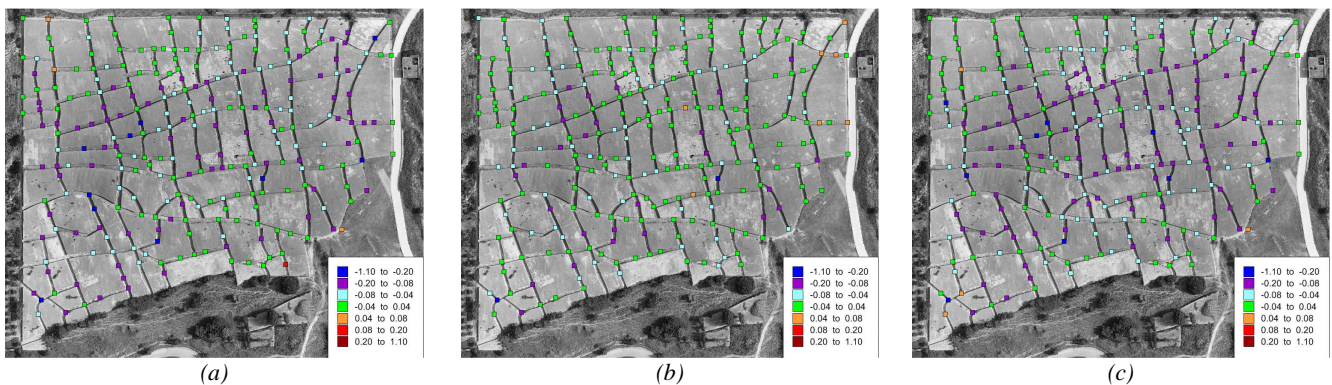 -1.10 to -0.20
-0.20 to -0.08
-0.08 to -0.04
-0.04 to 0.04
0.04 to 0.08
0.08 to 0.20
0.20 to 1.10
-1.10 to -0.20
-0.20 to -0.08
-0.08 to -0.04
-0.04 to 0.04
0.04 to 0.08
0.08 to 0.20
0.20 to 1.10
-1.10 to -0.20
-0.20 to -0.08
-0.08 to -0.04
-0.04 to 0.04
0.04 to 0.08
0.08 to 0.20
0.20 to 1.10
(a)
(b)
(c)